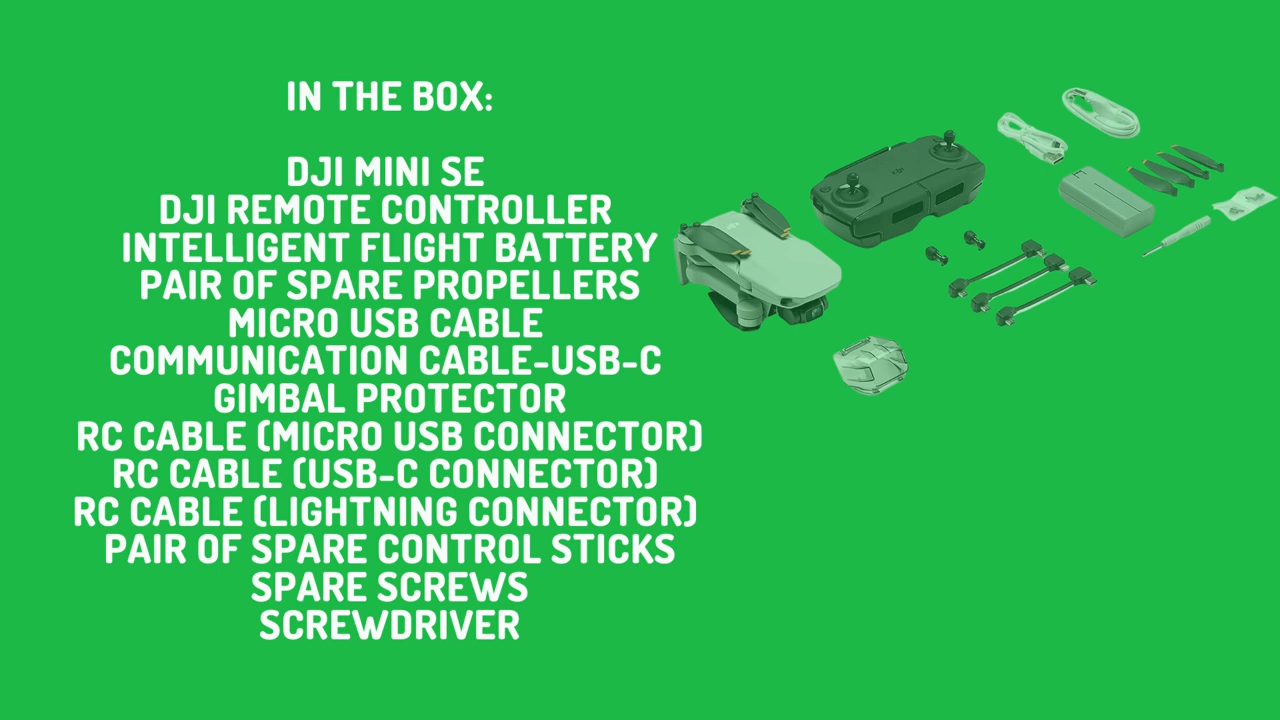 IN THE BOX:
DJI MINI SE
DJI REMOTE CONTROLLER
INTELLIGENT FLIGHT BATTERY
PAIR OF SPARE PROPELLERS
MICRO USB CABLE
COMMUNICATION CABLE-USB-C
GIMBAL PROTECTOR
RC CABLE (MICRO USB CONNECTOR)
RC CABLE (USB-C CONNECTOR)
RC CABLE (LIGHTNING CONNECTOR)
PAIR OF SPARE CONTROL STICKS
SPARE SCREWS
SCREWDRIVER
dji